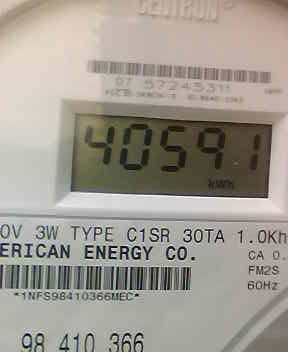 CENTRON
07 57245311
40591
kWh
0V 3W TYPE C1SR 30TA 1.0Kh
ERICAN ENERGY CO.
CA 0.
FM2S
*1NFS98410366MEC*
60Hz
98 410 366